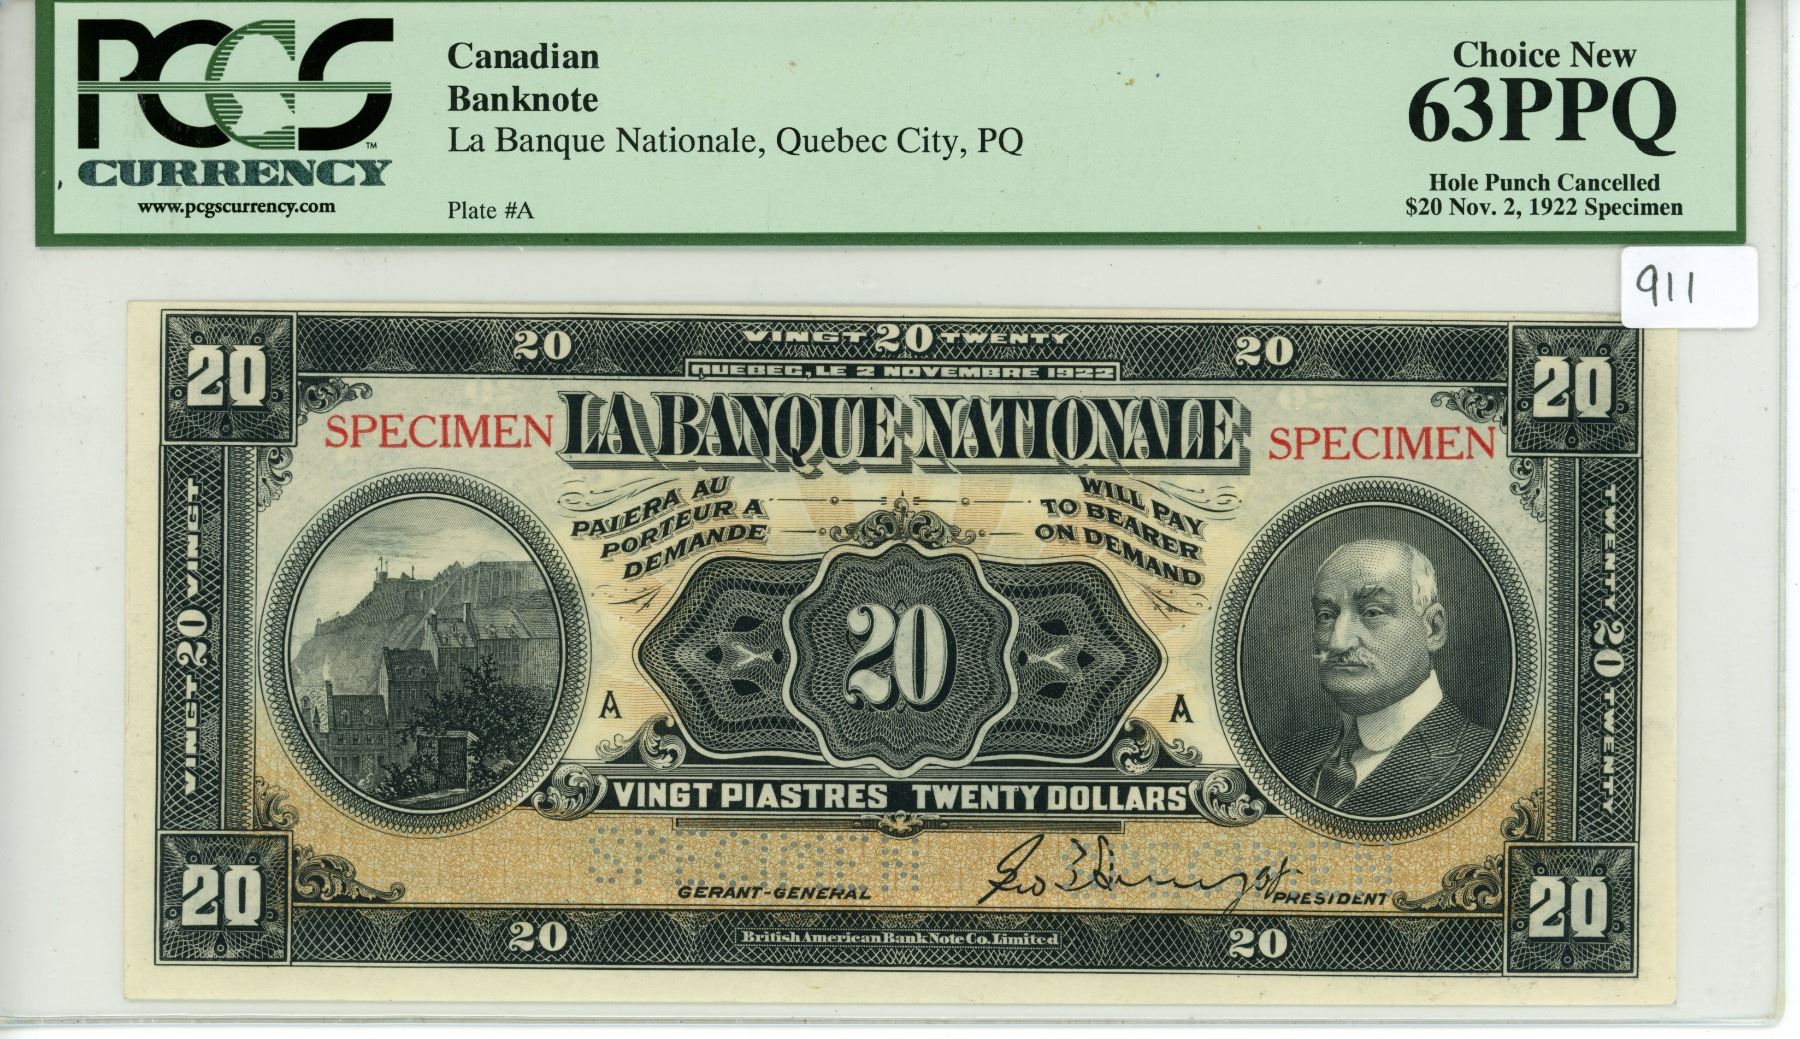 PCGS
CURRENCY
www.pcgscurrency.com
Canadian
Banknote
La Banque Nationale, Quebec City, PQ
Plate #A
Choice New
63PPQ
Hole Punch Cancelled
$20 Nov. 2, 1922 Specimen
911
20 20 VINGT 20 TWENTY 20 20
QUEBEC, LE 2 NOVEMBRE 1922
SPECIMEN LA BANQUE NATIONALE SPECIMEN
PAIERA AU
PORTEUR A
DEMANDE
WILL PAY
TO BEARER
ON DEMAND
VINGT 20 VINGT
TWENTY 20 TWENTY
20
A A
VINGT PIASTRES TWENTY DOLLARS
SPECIMEN SPECIMEN
GERANT-GENERAL
PRESIDENT
20 20 20 20
British American Bank Note Co. Limited